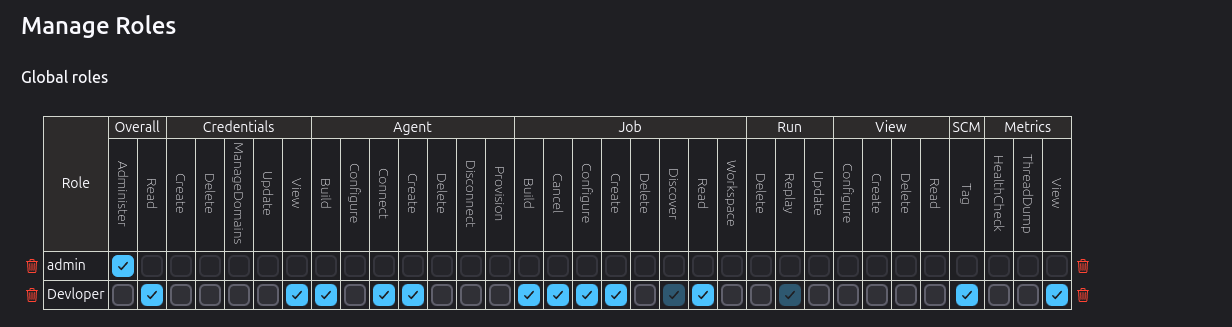 Manage Roles
Global roles
Role Overall Credentials Agent Job Run View SCM Metrics
Administer Read Create Delete ManageDomains Update View Build Configure Connect Create Delete Disconnect Provision Build Cancel Configure Create Delete Discover Read Workspace Delete Replay Update Configure Create Delete Read Tag HealthCheck ThreadDump View
admin
Devloper